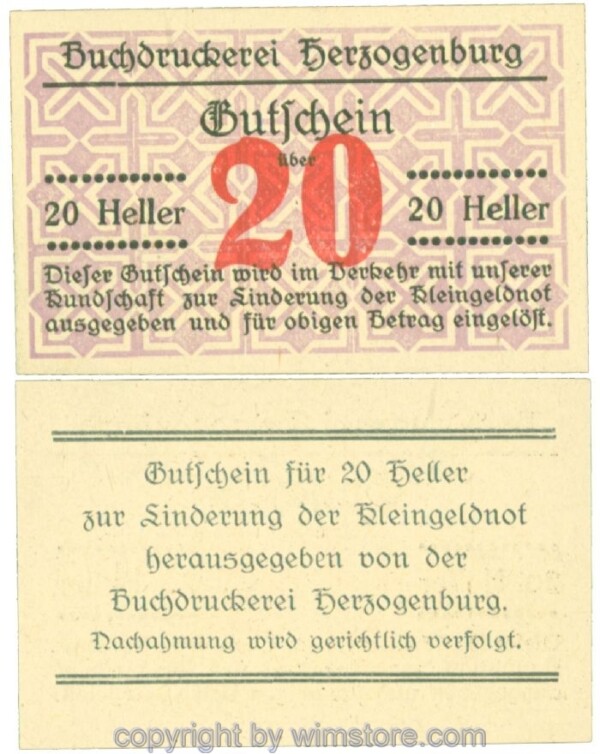 Buchdruckerei Herzogenburg
Gutschein
über
20
20 Heller
20 Heller
Dieser Gutschein wird im Verkehr mit unserer
Kundschaft zur Linderung der Kleingeldnot
ausgegeben und für obigen Betrag eingelöst.
Gutschein für 20 Heller
zur Linderung der Kleingeldnot
herausgegeben von der
Buchdruckerei Herzogenburg.
Nachahmung wird gerichtlich verfolgt.
copyright by wimstore.com